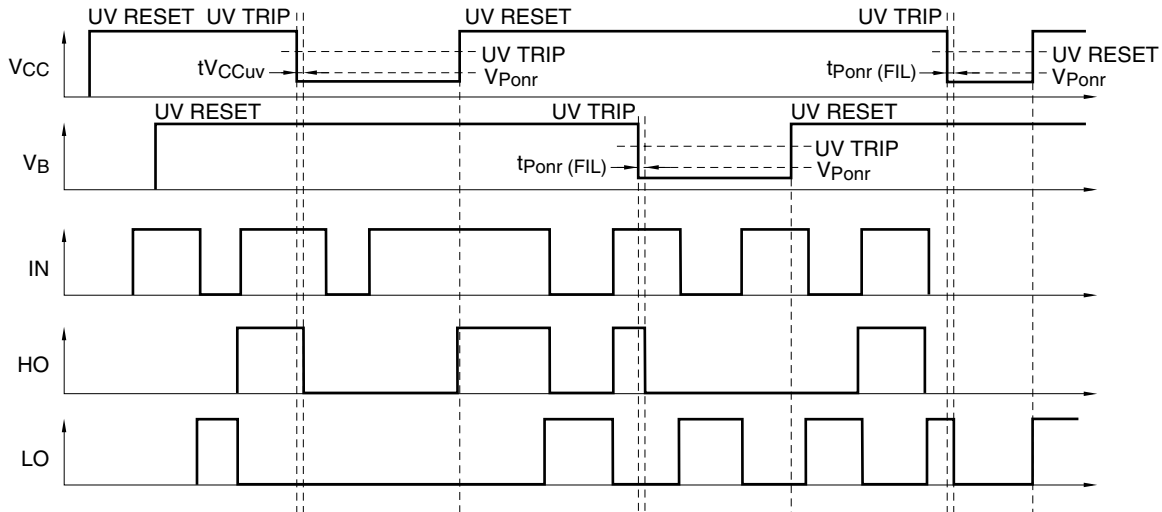 UV RESET UV TRIP UV RESET UV TRIP
VCC
UV TRIP
UV RESET
tVCCuv
VPonr
tPonr (FIL)
VPonr
UV RESET UV TRIP UV RESET
VB
UV TRIP
tPonr (FIL)
VPonr
IN
HO
LO